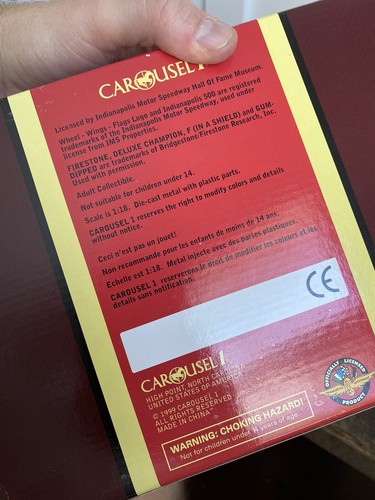 CAROUSEL 1
Licensed by Indianapolis Motor Speedway Hall Of Fame Museum.
Wheel - Wings - Flags Logo and Indianapolis 500 are registered
trademarks of the Indianapolis Motor Speedway, used under
license from IMS Properties.
FIRESTONE, DELUXE CHAMPION, F (IN A SHIELD) and GUM-
DIPPED are trademarks of Bridgestone/Firestone Research, Inc.
Used with permission.
Adult Collectible.
Not suitable for children under 14.
Scale is 1:18. Die-cast metal with plastic parts.
CAROUSEL 1 reserves the right to modify colors and details
without notice.
Ceci n'est pas un jouet!
Non recommande pour les enfants de moins de 14 ans.
Echelle est 1:18. Metal injecte avec des partes plastiques.
CAROUSEL 1 reservernons le drois de modifier les couleurs et les
details sans notification.
CE
CAROUSEL 1
HIGH POINT, NORTH CAROLINA
UNITED STATES OF AMERICA
© 1999 CAROUSEL 1
ALL RIGHTS RESERVED
MADE IN CHINA
OFFICIALLY LICENSED
PRODUCT
WARNING: CHOKING HAZARD!
Not for children under 14 years of age